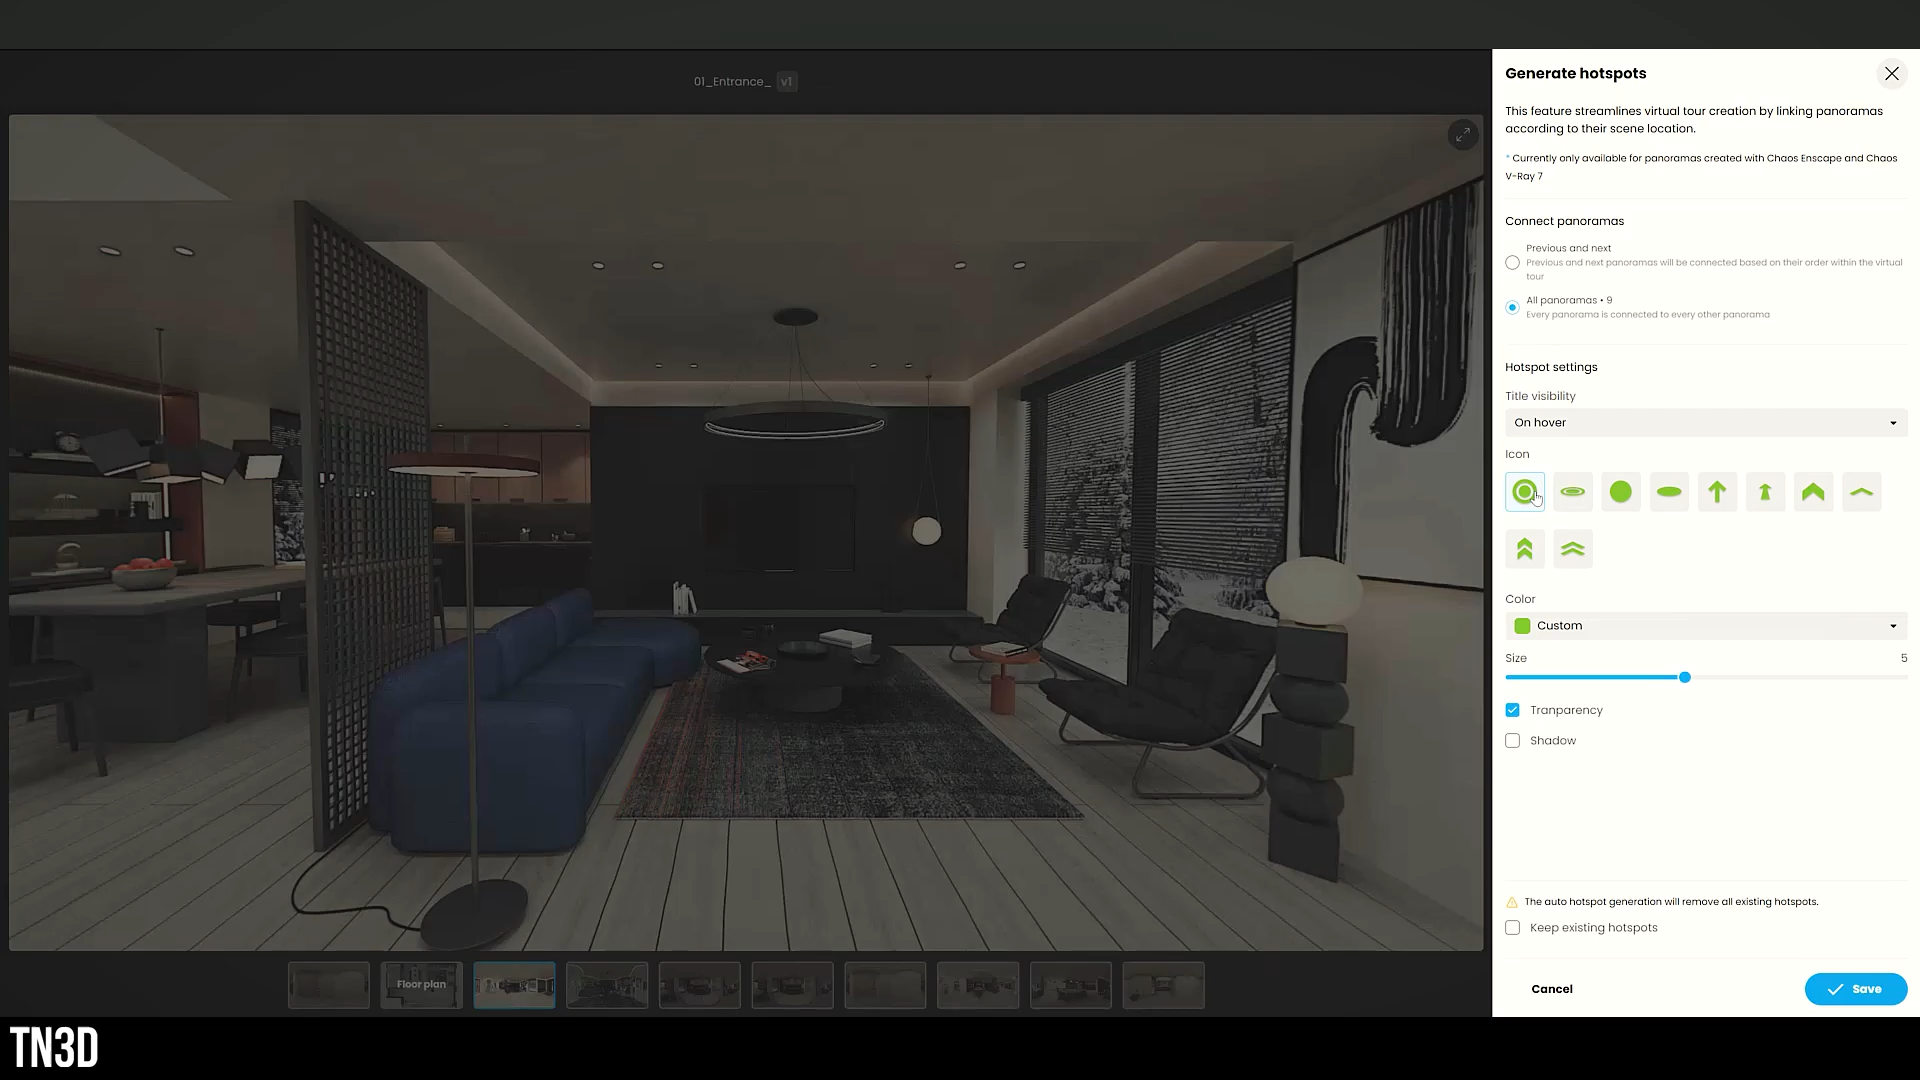 01_Entrance_ v1
Generate hotspots
This feature streamlines virtual tour creation by linking panoramas
according to their scene location.
* Currently only available for panoramas created with Chaos Enscape and Chaos
V-Ray 7
Connect panoramas
Previous and next
Previous and next panoramas will be connected based on their order within the virtual
tour
All panoramas • 9
Every panorama is connected to every other panorama
Hotspot settings
Title visibility
On hover
Icon
Color
Custom
Size 5
Tranparency
Shadow
The auto hotspot generation will remove all existing hotspots.
Keep existing hotspots
Cancel
Save
Floor plan
TN3D